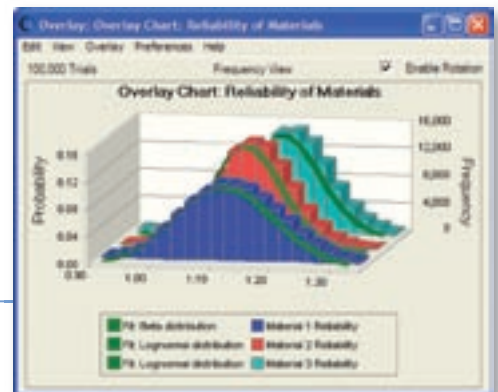 Overlay: Overlay Chart: Reliability of Materials
Edit View Overlay Preferences Help
100,000 Trials Frequency View Enable Rotation
Overlay Chart: Reliability of Materials
Probability
0.16
0.12
0.08
0.04
0.00
0.90 1.00 1.10 1.20 1.30
16,000
12,000
8,000
4,000
0
Frequency
Fit: Beta distribution Material 1 Reliability
Fit: Lognormal distribution Material 2 Reliability
Fit: Lognormal distribution Material 3 Reliability